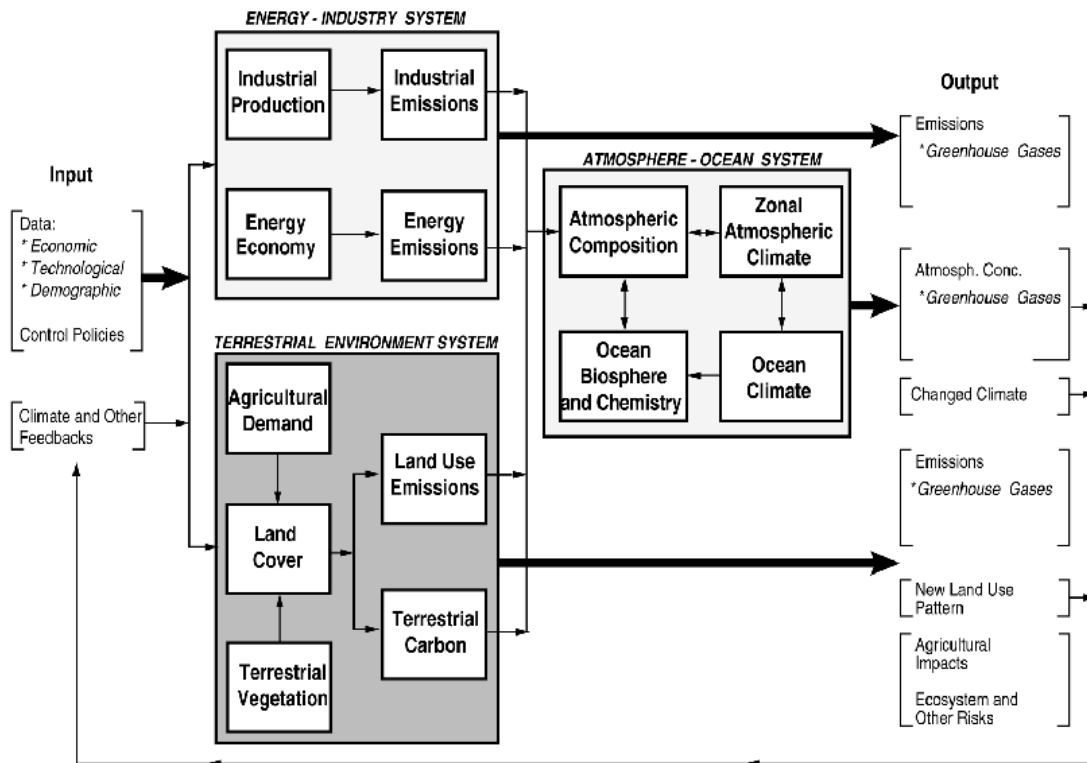 ENERGY - INDUSTRY SYSTEM
Industrial
Production
Industrial
Emissions
Energy
Economy
Energy
Emissions
Input
Data:
* Economic
* Technological
* Demographic
Control Policies
Climate and Other
Feedbacks
TERRESTRIAL ENVIRONMENT SYSTEM
Agricultural
Demand
Land
Cover
Terrestrial
Vegetation
Land Use
Emissions
Terrestrial
Carbon
ATMOSPHERE - OCEAN SYSTEM
Atmospheric
Composition
Zonal
Atmospheric
Climate
Ocean
Biosphere
and Chemistry
Ocean
Climate
Output
Emissions
*Greenhouse Gases
Atmosph. Conc.
*Greenhouse Gases
Changed Climate
Emissions
*Greenhouse Gases
New Land Use
Pattern
Agricultural
Impacts
Ecosystem and
Other Risks